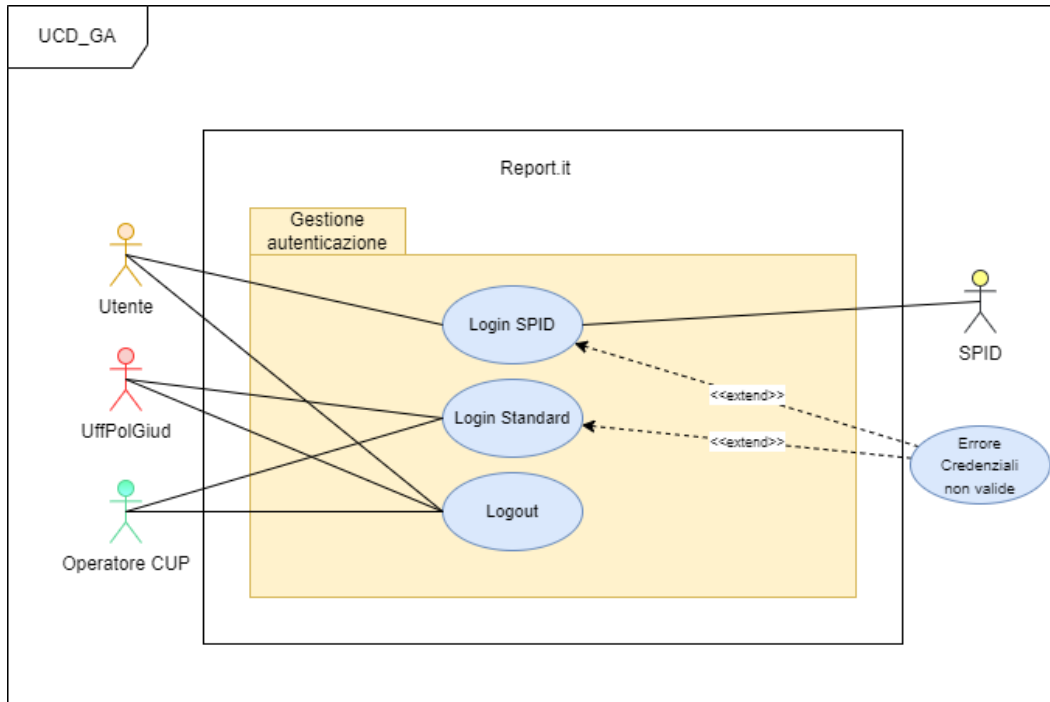 UCD_GA
Report.it
Gestione
autenticazione
Utente
Login SPID
SPID
UffPolGiud
<<extend>>
Login Standard
<<extend>>
Errore
Credenziali
non valide
Logout
Operatore CUP